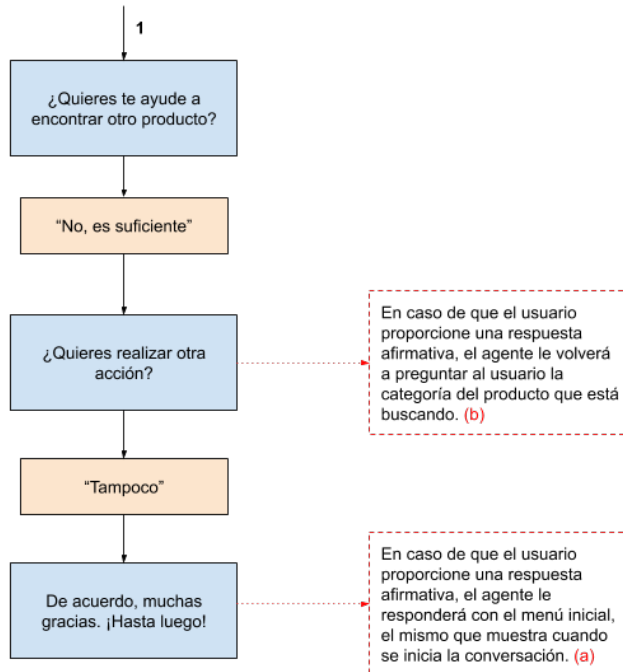 1
¿Quieres te ayude a
encontrar otro producto?
“No, es suficiente”
¿Quieres realizar otra
acción?
En caso de que el usuario
proporcione una respuesta
afirmativa, el agente le volverá
a preguntar al usuario la
categoría del producto que está
buscando. (b)
“Tampoco”
De acuerdo, muchas
gracias. ¡Hasta luego!
En caso de que el usuario
proporcione una respuesta
afirmativa, el agente le
responderá con el menú inicial,
el mismo que muestra cuando
se inicia la conversación. (a)